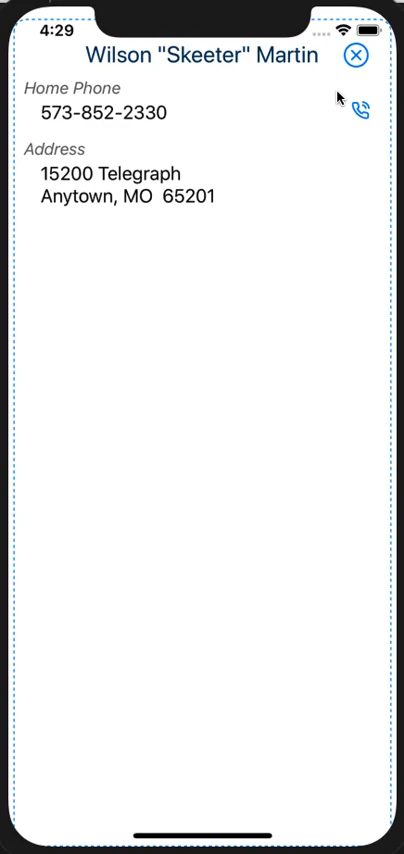 4:29
Wilson "Skeeter" Martin
Home Phone
573-852-2330
Address
15200 Telegraph
Anytown, MO  65201